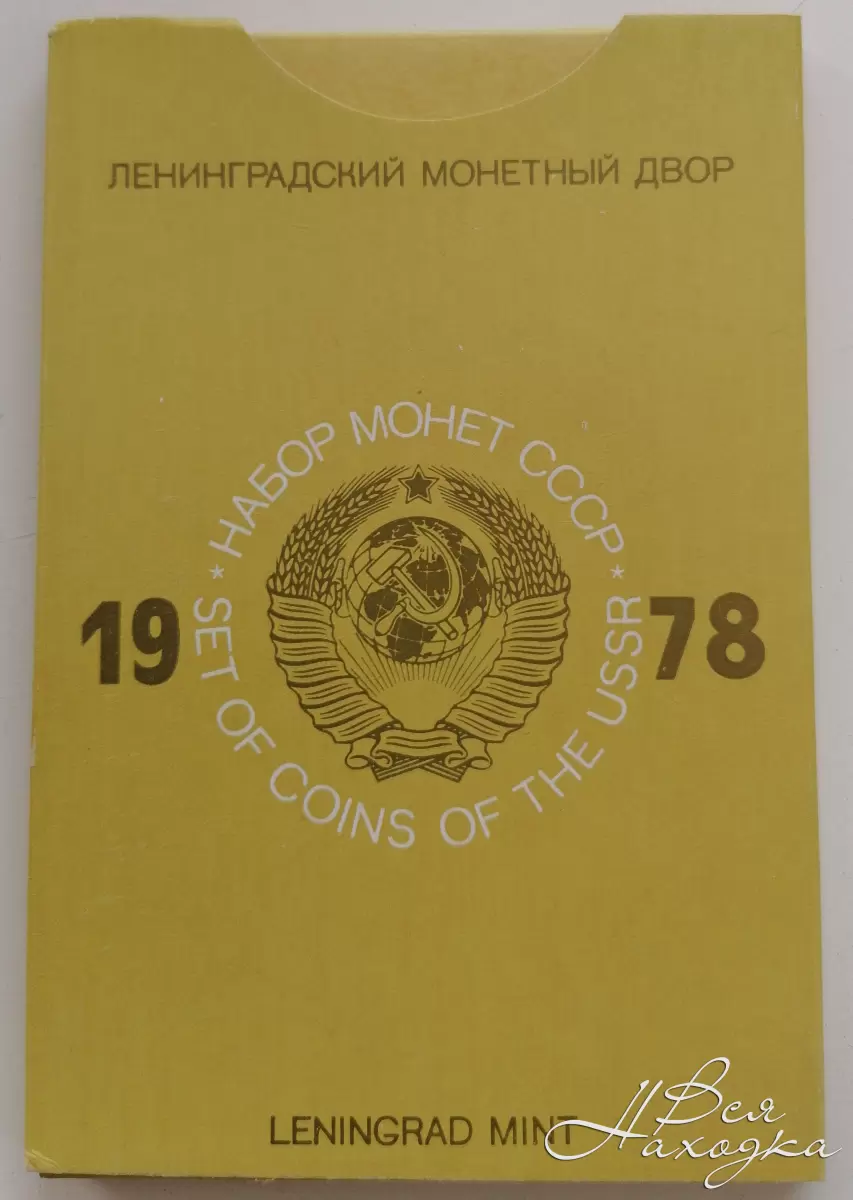 ЛЕНИНГРАДСКИЙ МОНЕТНЫЙ ДВОР
* НАБОР МОНЕТ СССР *
19 78
SET OF COINS OF THE USSR
LENINGRAD MINT
Вся
Находка